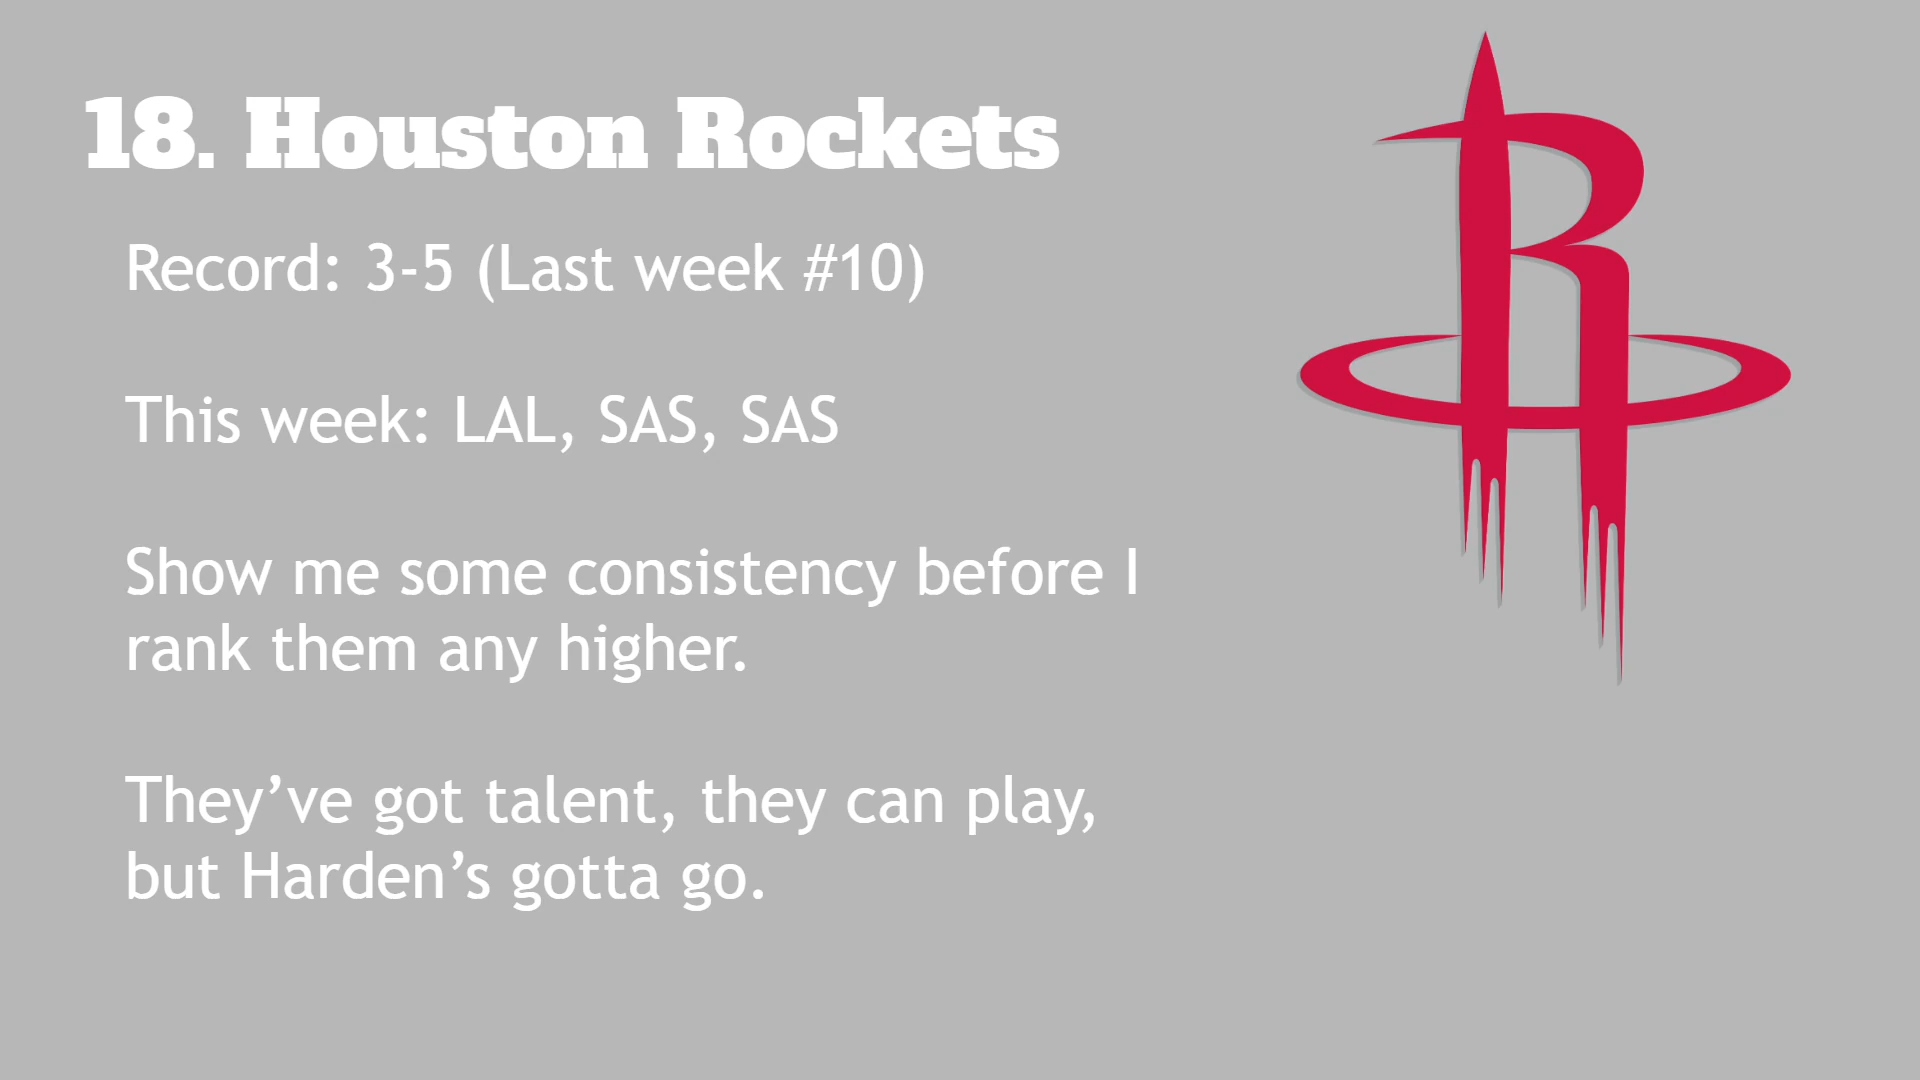 18. Houston Rockets
Record: 3-5 (Last week #10)
This week: LAL, SAS, SAS
Show me some consistency before I
rank them any higher.
They’ve got talent, they can play,
but Harden’s gotta go.